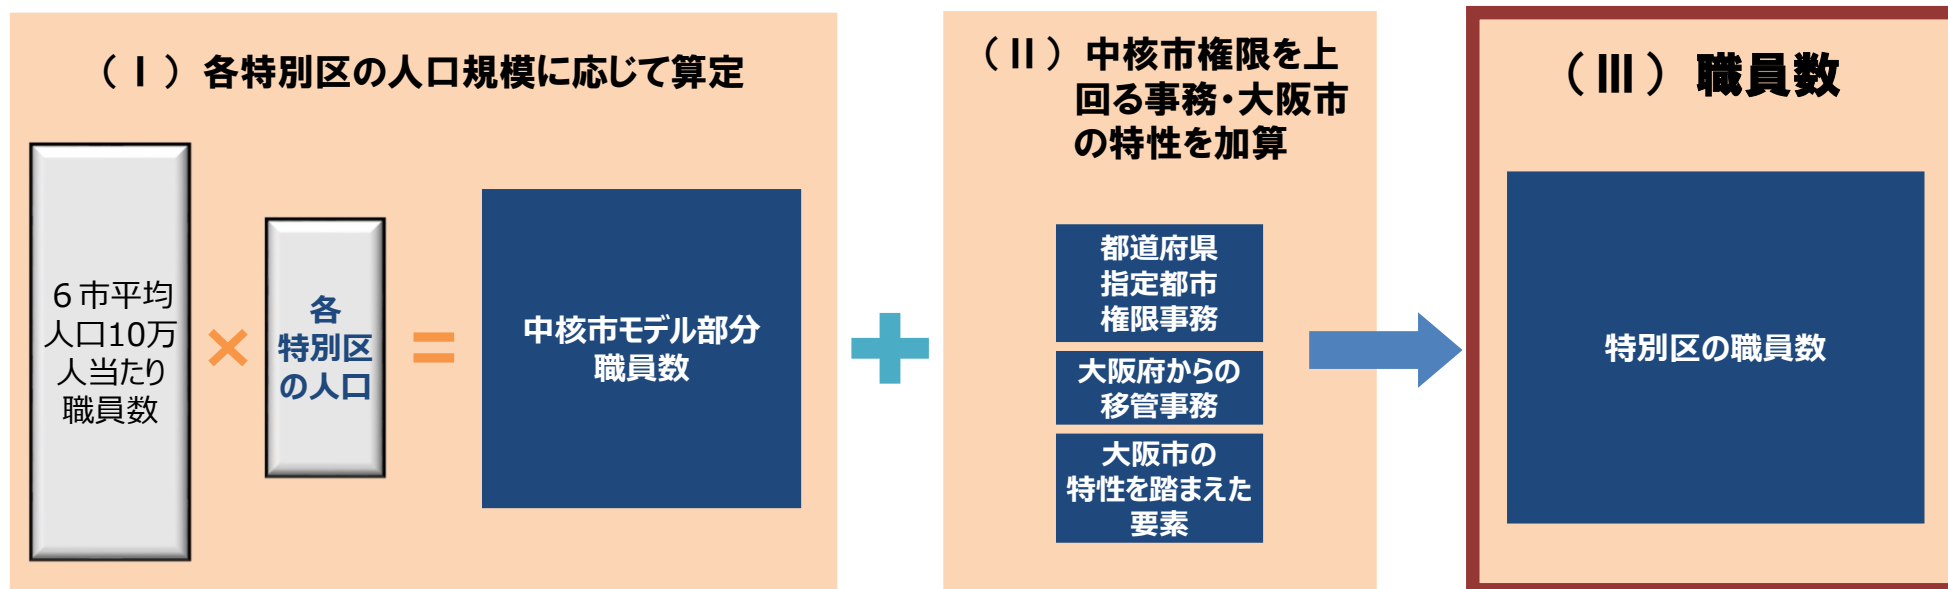 （Ⅰ）各特別区の人口規模に応じて算定
６市平均
人口10万
人当たり
職員数
×
各
特別区
の人口
＝
中核市モデル部分
職員数
＋
（Ⅱ）中核市権限を上
回る事務・大阪市
の特性を加算
都道府県
指定都市
権限事務
大阪府からの
移管事務
大阪市の
特性を踏まえた
要素
（Ⅲ）職員数
特別区の職員数